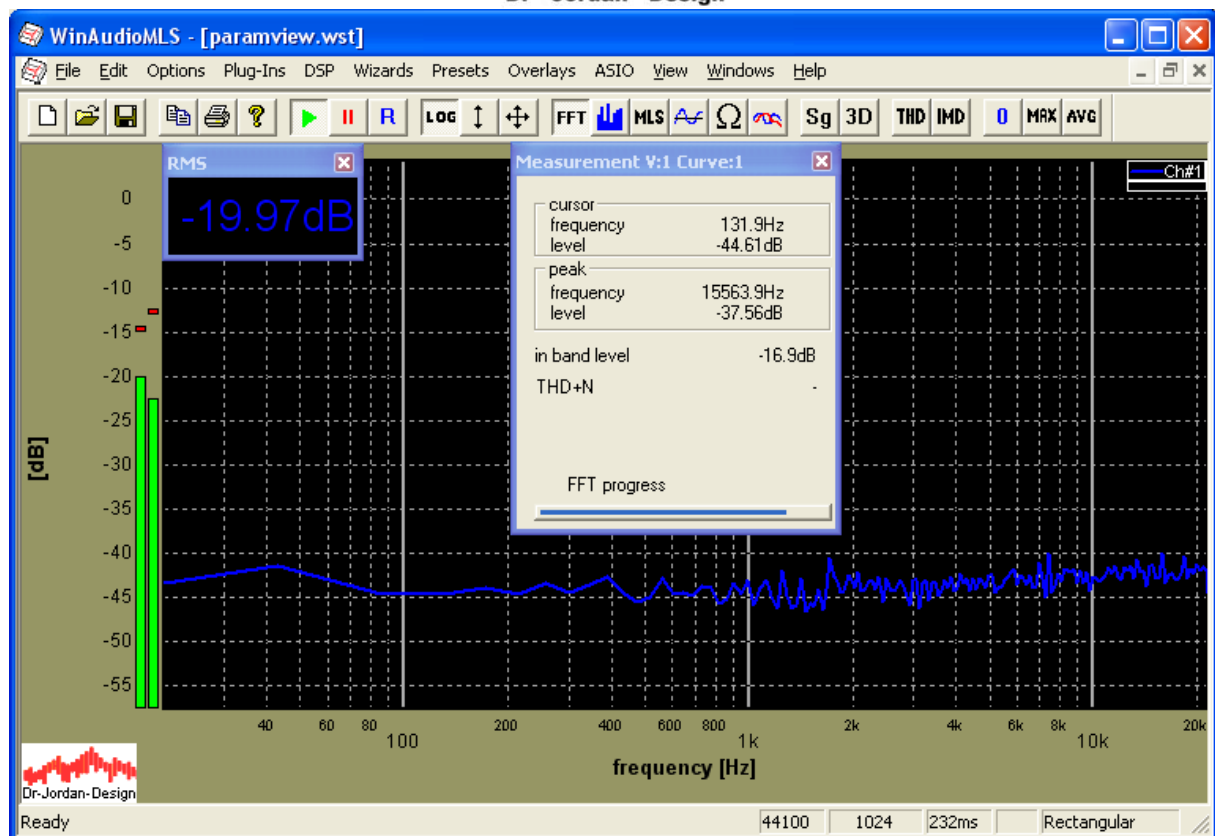 Dr - Jordan - Design
WinAudioMLS - [paramview.wst]
File Edit Options Plug-Ins DSP Wizards Presets Overlays ASIO View Windows Help
R LOG FFT MLS Ω Sg 3D THD IMD 0 MAX AVG
RMS
-19.97dB
Measurement V:1 Curve:1
cursor
frequency 131.9Hz
level -44.61dB
peak
frequency 15563.9Hz
level -37.56dB
in band level -16.9dB
THD+N -
FFT progress
Ch#1
0
-5
-10
-15
-20
-25
-30
-35
-40
-45
-50
-55
[dB]
40 60 80 100 200 400 600 800 1k 2k 4k 6k 8k 10k 20k
frequency [Hz]
Dr-Jordan-Design
Ready 44100 1024 232ms Rectangular